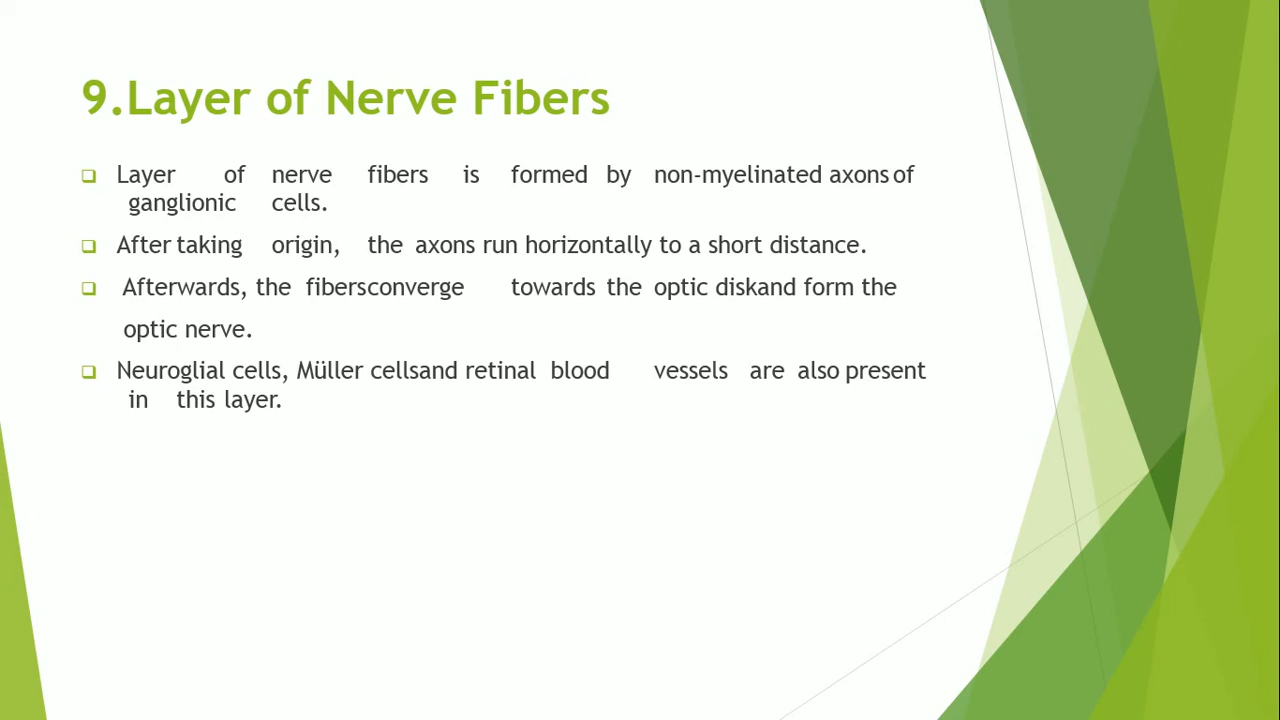 9.Layer of Nerve Fibers
Layer of nerve fibers is formed by non-myelinated axons of
ganglionic cells.
After taking origin, the axons run horizontally to a short distance.
Afterwards, the fibersconverge towards the optic diskand form the
optic nerve.
Neuroglial cells, Müller cellsand retinal blood vessels are also present
in this layer.